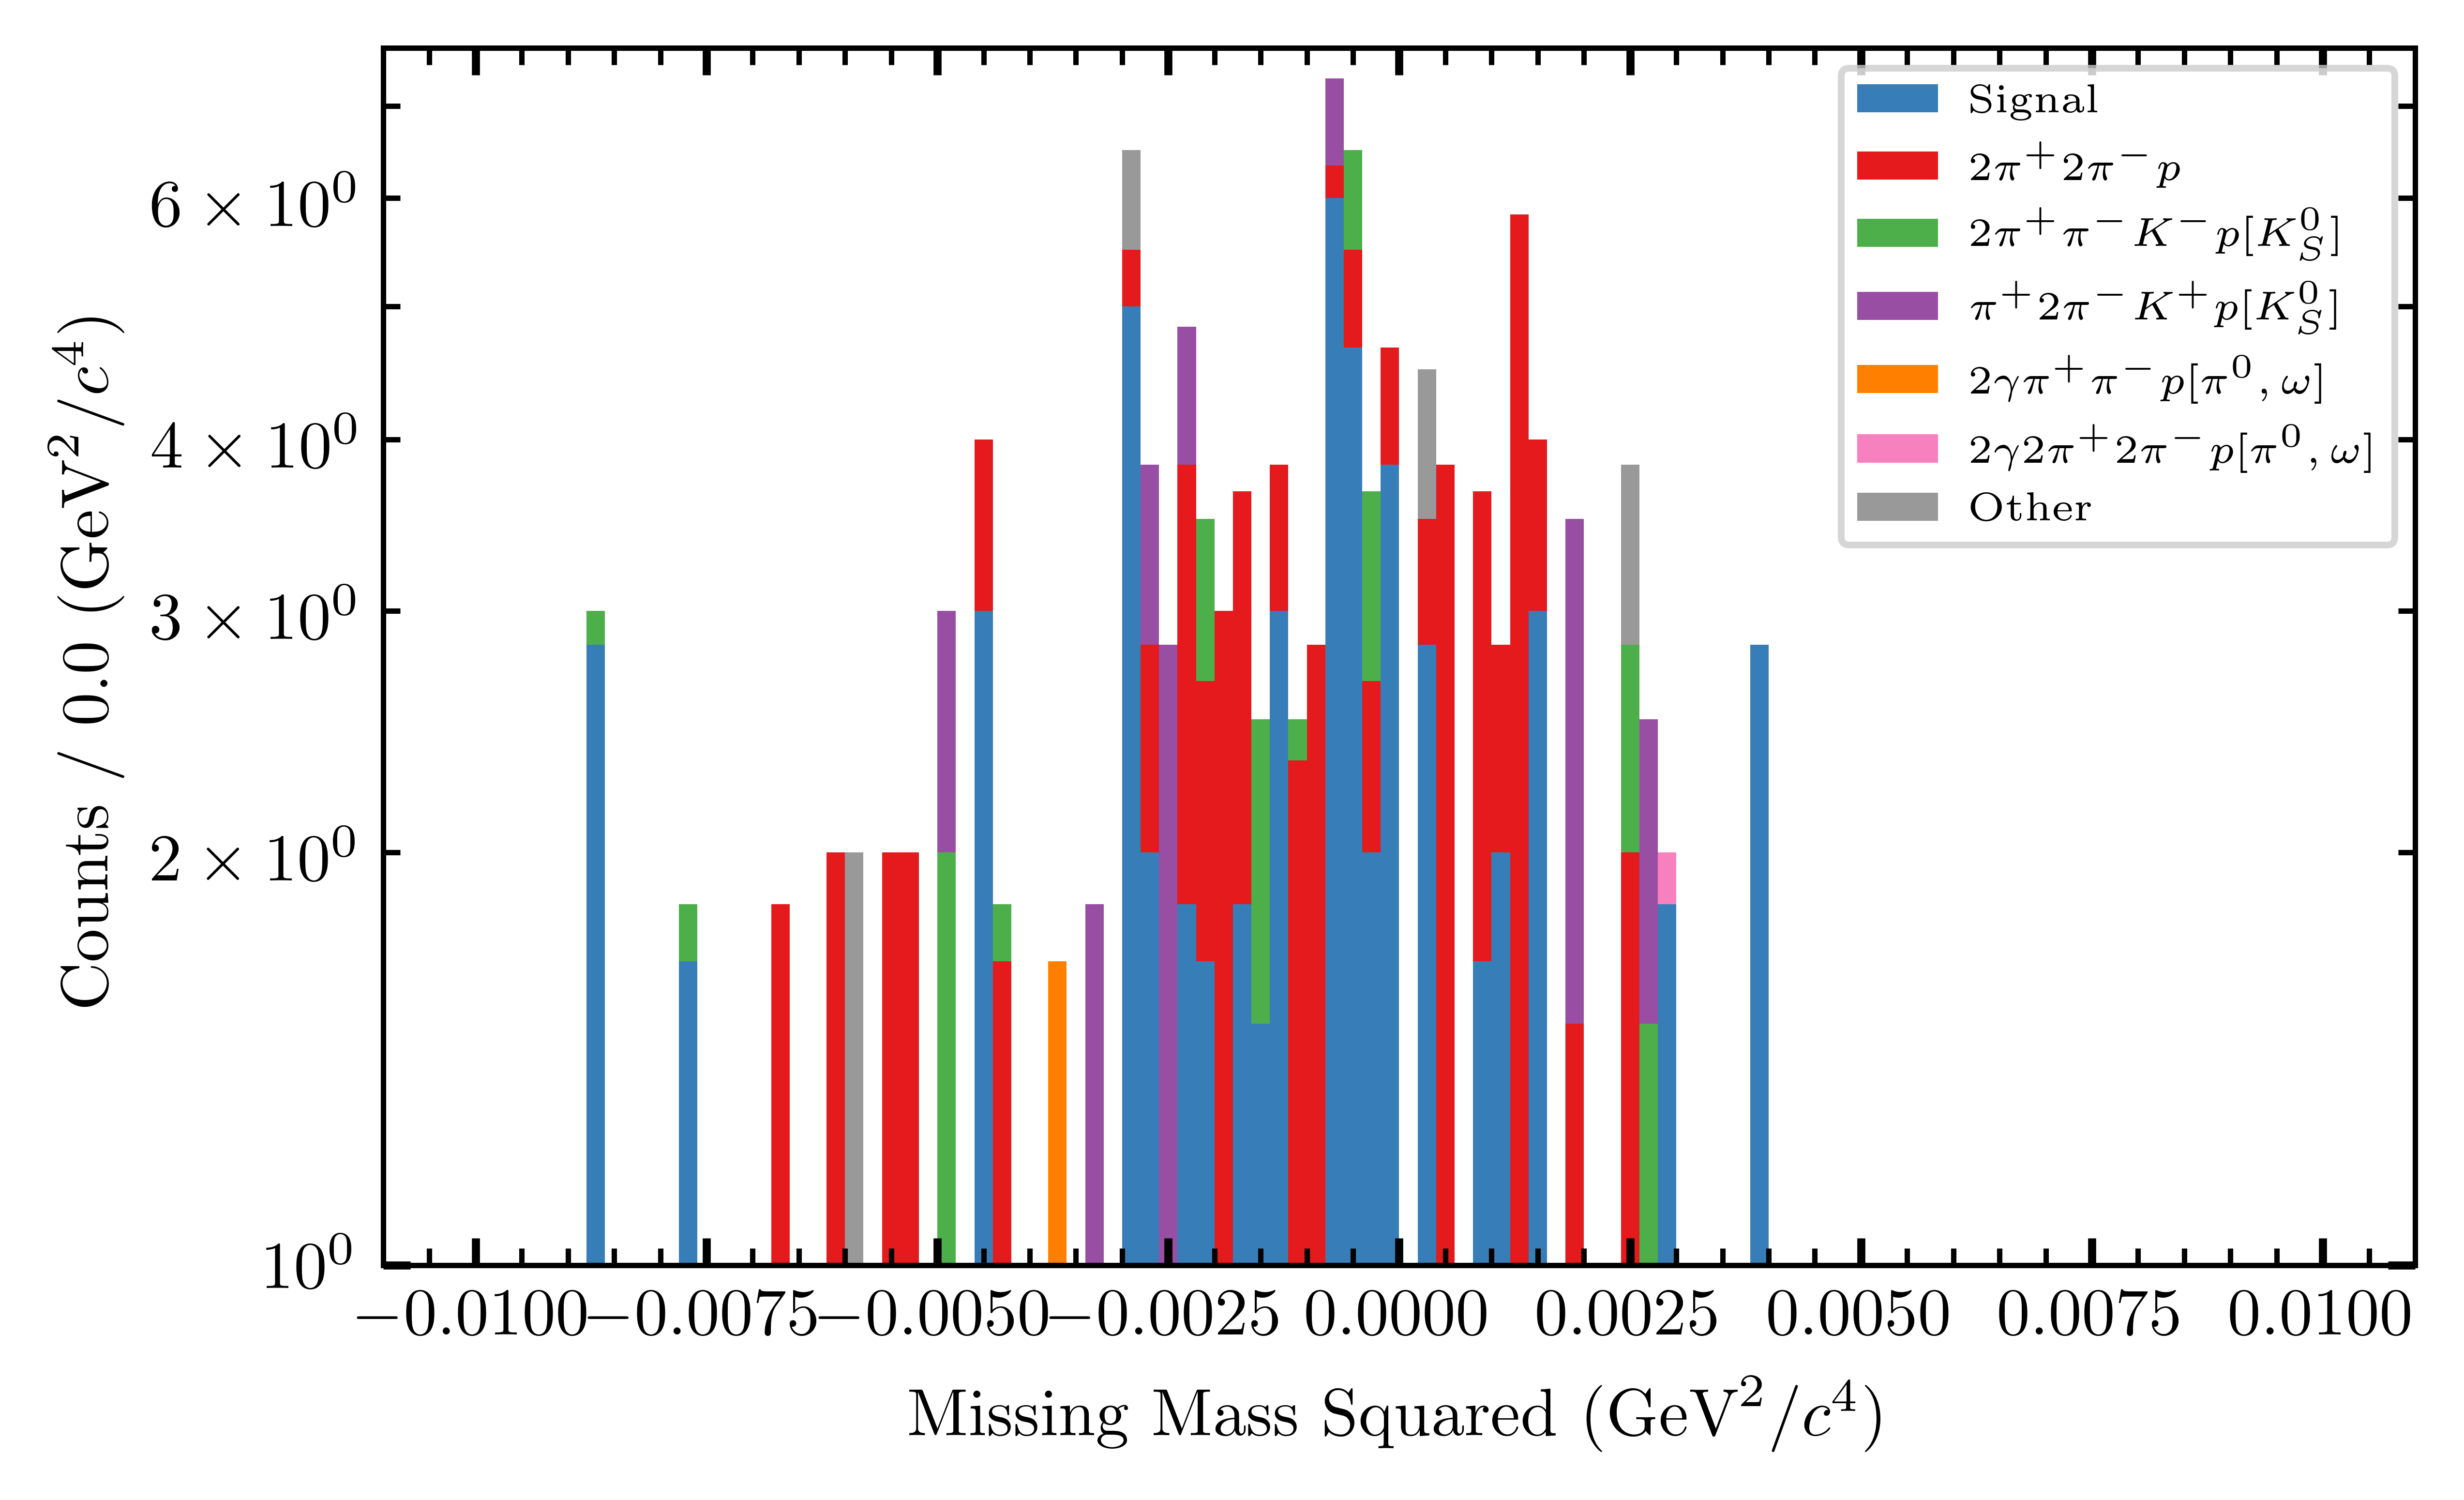 Counts / 0.0 (GeV²/c⁴)
6 × 10⁰
4 × 10⁰
3 × 10⁰
2 × 10⁰
10⁰
Signal
2π⁺2π⁻p
2π⁺π⁻K⁻p[K⁰_S]
π⁺2π⁻K⁺p[K⁰_S]
2γπ⁺π⁻p[π⁰, ω]
2γ2π⁺2π⁻p[π⁰, ω]
Other
−0.0100 −0.0075 −0.0050 −0.0025 0.0000 0.0025 0.0050 0.0075 0.0100
Missing Mass Squared (GeV²/c⁴)